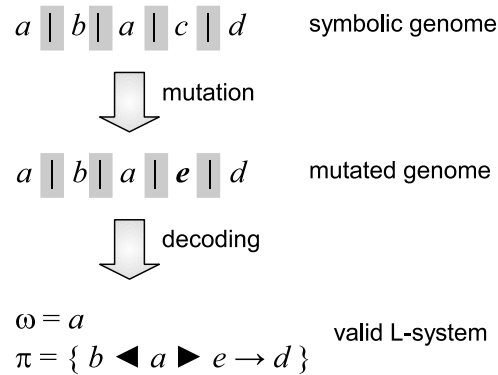 a | b | a | c | d symbolic genome
mutation
a | b | a | e | d mutated genome
decoding
ω = a
valid L-system
π = { b ◄ a ► e → d }